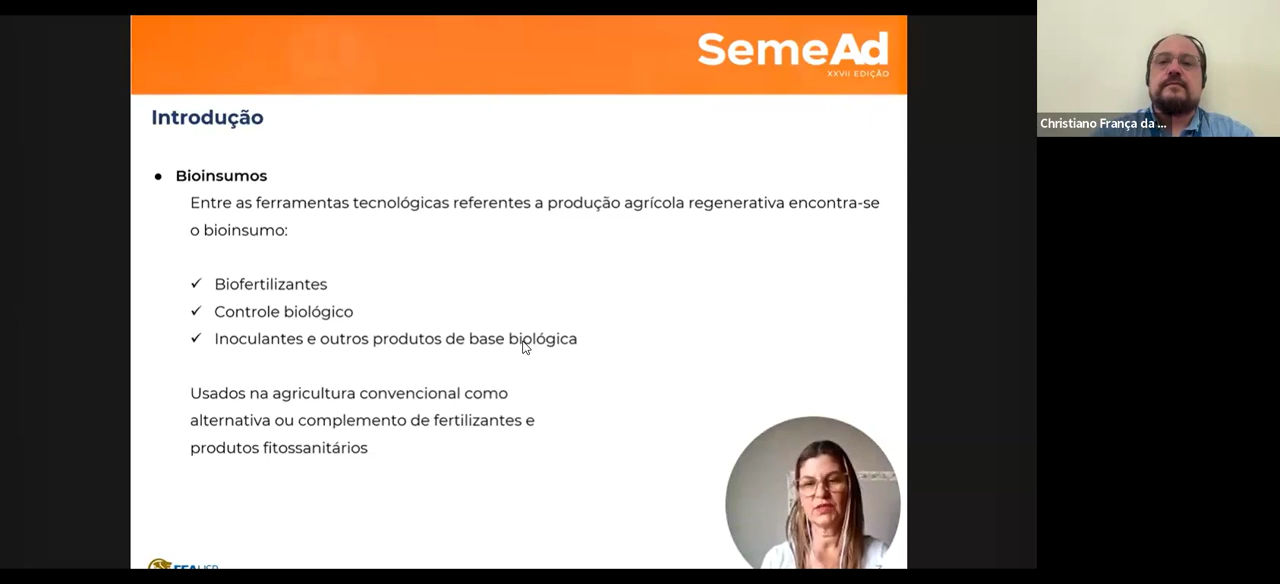 SemeAd
XXVII EDIÇÃO
Introdução
Christiano França da ...
● Bioinsumos
Entre as ferramentas tecnológicas referentes a produção agrícola regenerativa encontra-se
o bioinsumo:
✓ Biofertilizantes
✓ Controle biológico
✓ Inoculantes e outros produtos de base biológica
Usados na agricultura convencional como
alternativa ou complemento de fertilizantes e
produtos fitossanitários